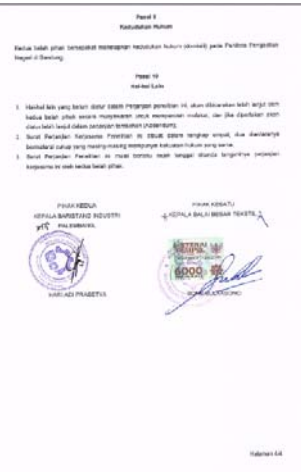 Pasal 9
Kedudukan Hukum
Kedua belah pihak bersepakat menetapkan kedudukan hukum (domisili) pada Panitera Pengadilan
Negeri di Bandung.
Pasal 10
Hal-hal Lain
1. Hal-hal lain yang belum diatur dalam Perjanjian penelitian ini, akan dibicarakan lebih lanjut oleh
kedua belah pihak secara musyawarah untuk mencapai mufakat, dan jika diperlukan akan
diatur lebih lanjut dalam perjanjian tambahan (Addendum).
2. Surat Perjanjian Kerjasama Penelitian ini dibuat dalam rangkap empat, dua diantaranya
bermaterai cukup yang masing-masing mempunyai kekuatan hukum yang sama.
3. Surat Perjanjian Penelitian ini mulai berlaku sejak tanggal ditanda tanganinya perjanjian
kerjasama ini oleh kedua belah pihak.
PIHAK KEDUA
KEPALA BARISTAND INDUSTRI
PALEMBANG,
HARI ADI PRASETYA
PIHAK KESATU
KEPALA BALAI BESAR TEKSTIL,
METERAI
TEMPEL
6000
Halaman 4/4